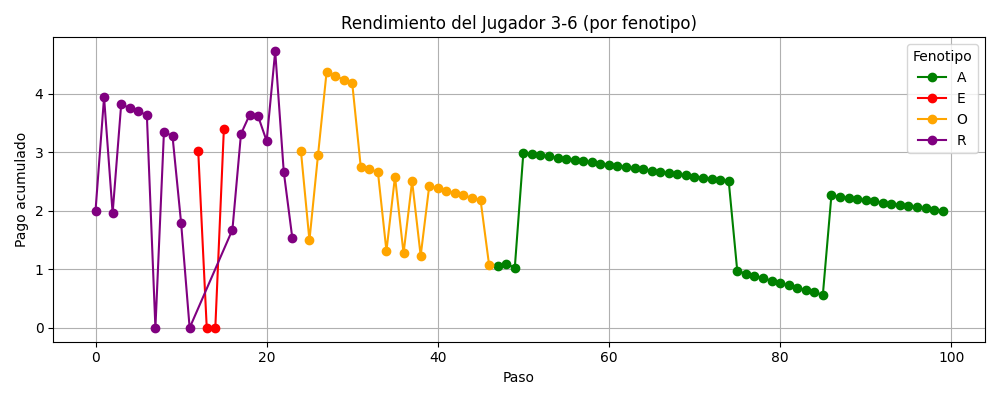 Rendimiento del Jugador 3-6 (por fenotipo)
Pago acumulado
4
3
2
1
0
0
20
40
60
80
100
Paso
Fenotipo
A
E
O
R